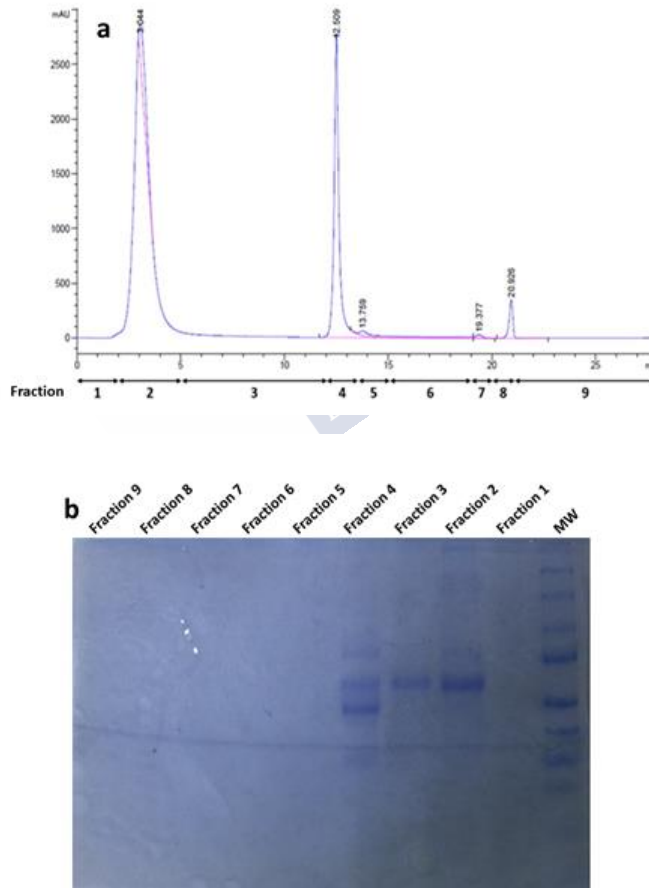 mAU
a
3.044
12.509
2500
2000
1500
1000
13.759
19.377
20.926
500
0
0
5
10
15
20
25
Fraction
1
2
3
4
5
6
7
8
9
b
Fraction 9
Fraction 8
Fraction 7
Fraction 6
Fraction 5
Fraction 4
Fraction 3
Fraction 2
Fraction 1
MW